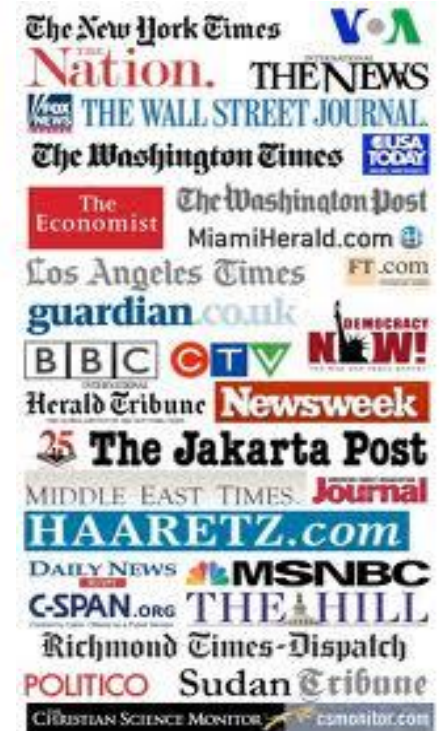 The New York Times
VOA
THE
Nation.
INTERNATIONAL
THE NEWS
FOX
NEWS
THE WALL STREET JOURNAL.
The Washington Times
USA
TODAY
The
Economist
The Washington Post
MiamiHerald.com
Los Angeles Times
FT.com
guardian.co.uk
DEMOCRACY
NOW!
BBC
CTV
INTERNATIONAL
Herald Tribune
Newsweek
25
The Jakarta Post
MIDDLE EAST TIMES.
Journal
HAARETZ.com
DAILY NEWS
MSNBC
C-SPAN.ORG
THE HILL
Richmond Times-Dispatch
POLITICO
Sudan Tribune
THE
CHRISTIAN SCIENCE MONITOR
csmonitor.com